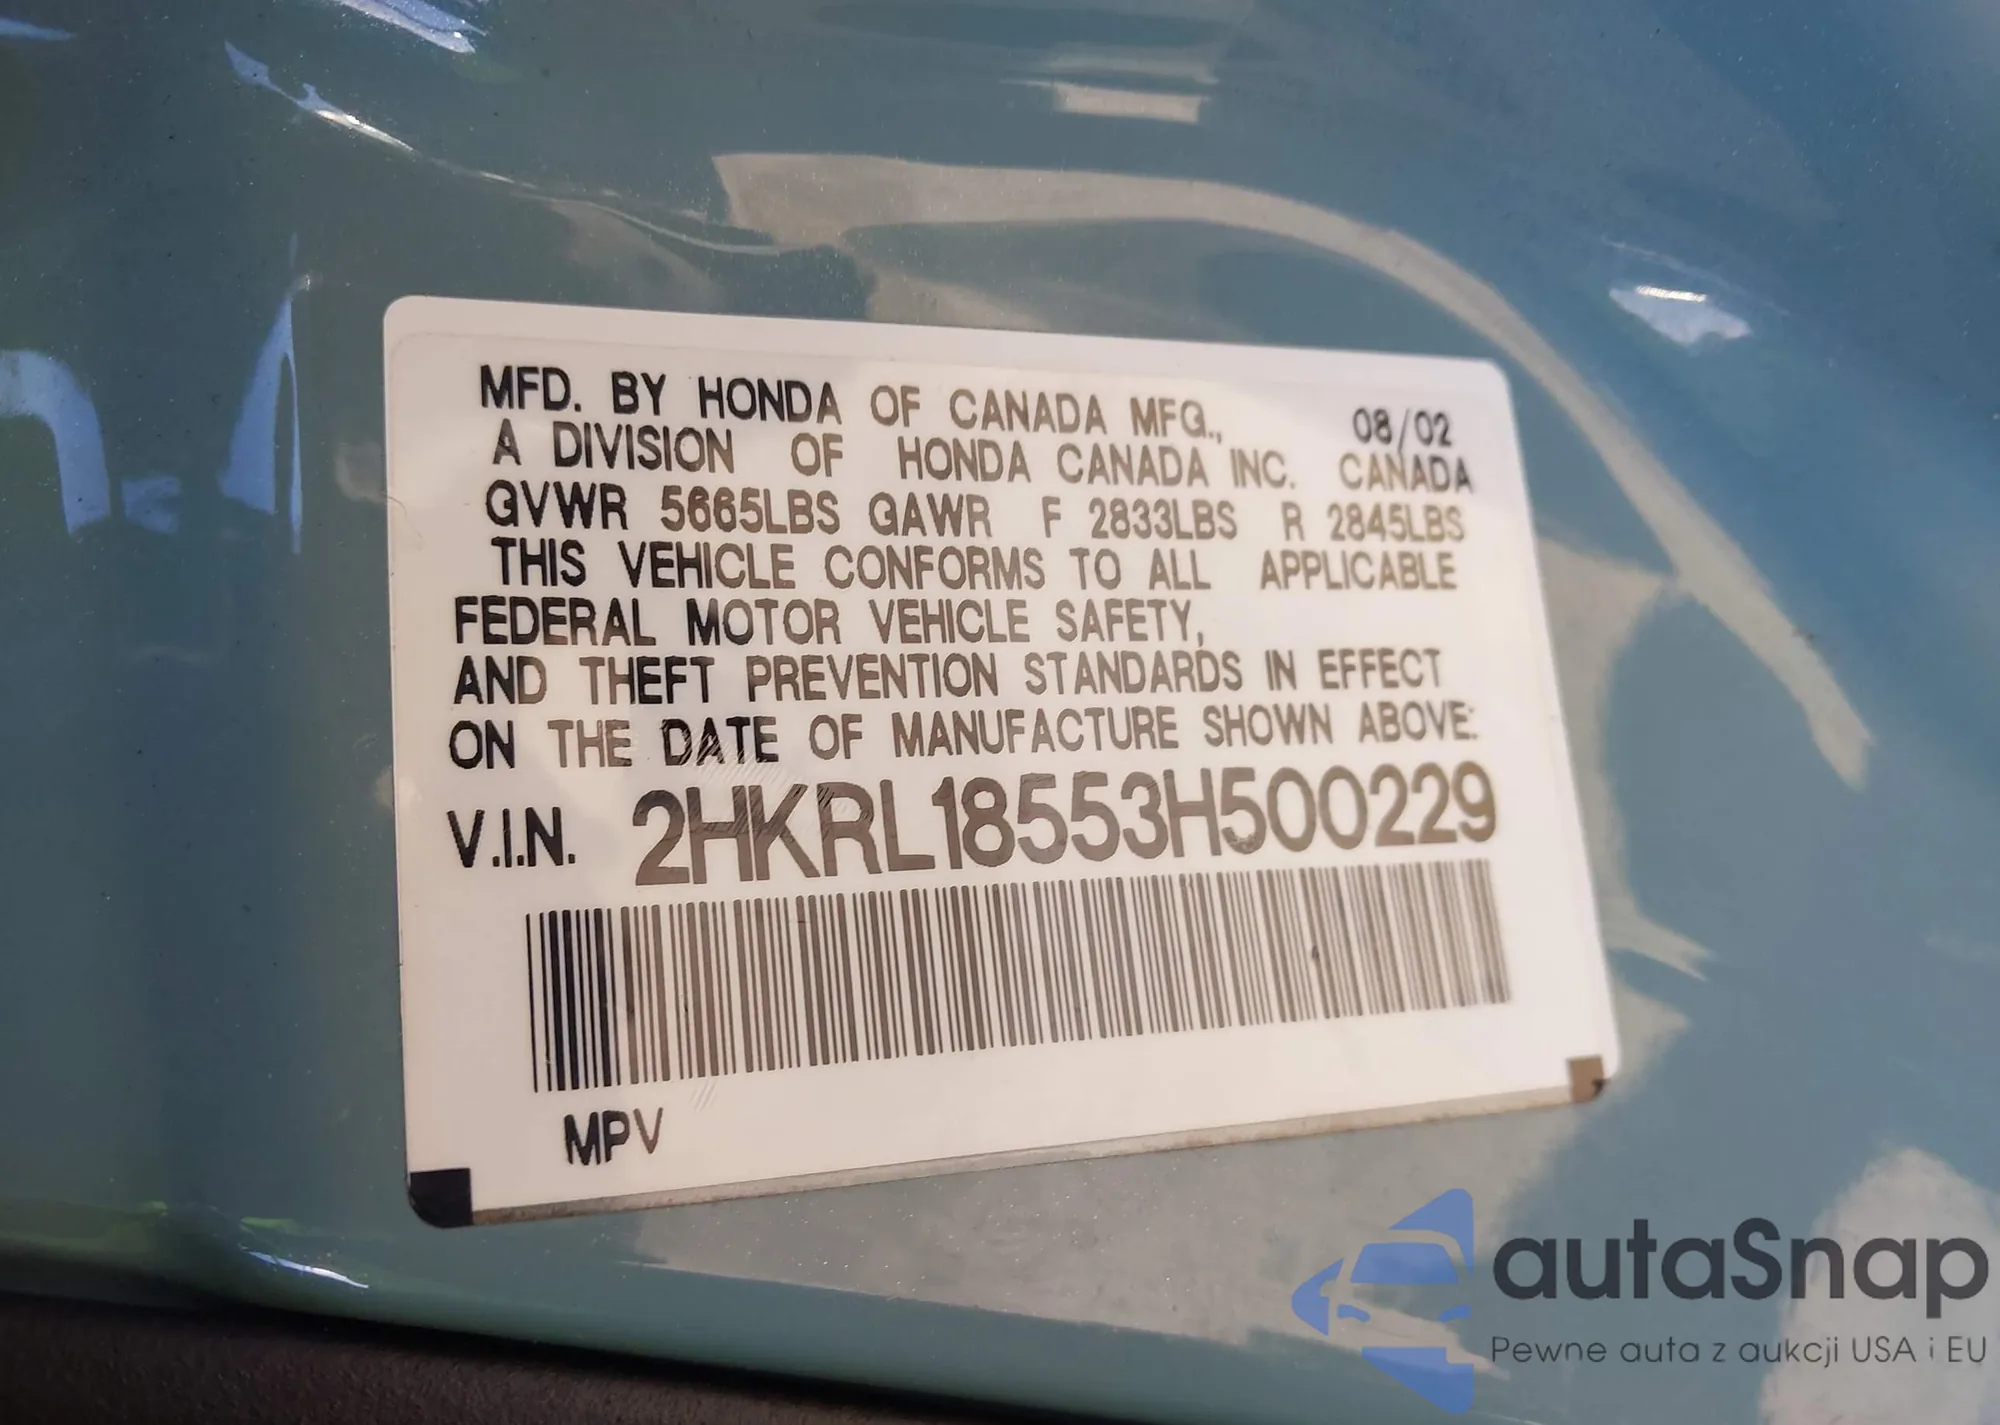 MFD. BY HONDA OF CANADA MFG., 08/02
A DIVISION OF HONDA CANADA INC. CANADA
GVWR 5665LBS GAWR F 2833LBS R 2845LBS
THIS VEHICLE CONFORMS TO ALL APPLICABLE
FEDERAL MOTOR VEHICLE SAFETY,
AND THEFT PREVENTION STANDARDS IN EFFECT
ON THE DATE OF MANUFACTURE SHOWN ABOVE:
V.I.N. 2HKRL18553H500229
MPV
autaSnap
Pewne auta z aukcji USA i EU